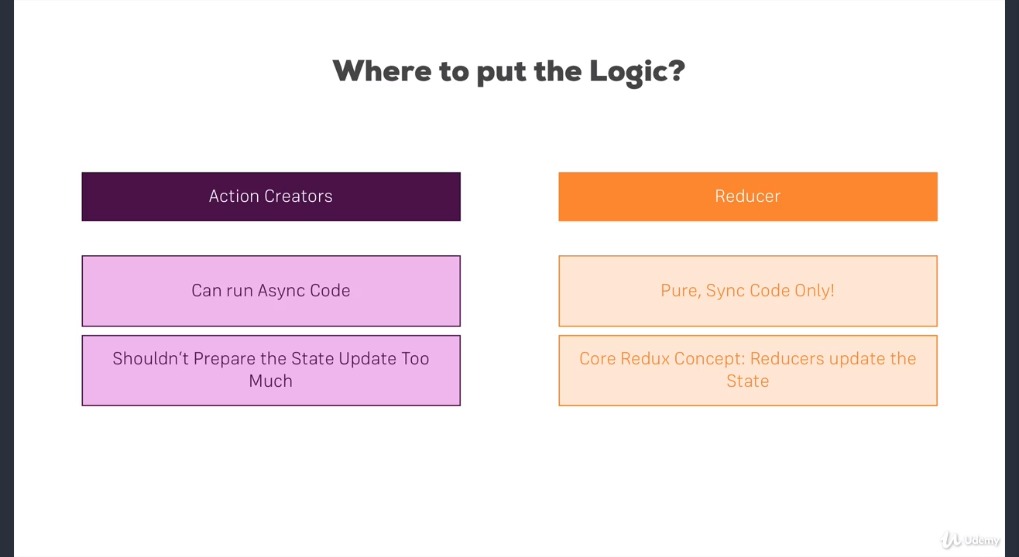 Where to put the Logic?
Action Creators
Reducer
Can run Async Code
Pure, Sync Code Only!
Shouldn't Prepare the State Update Too
Much
Core Redux Concept: Reducers update the
State
Udemy